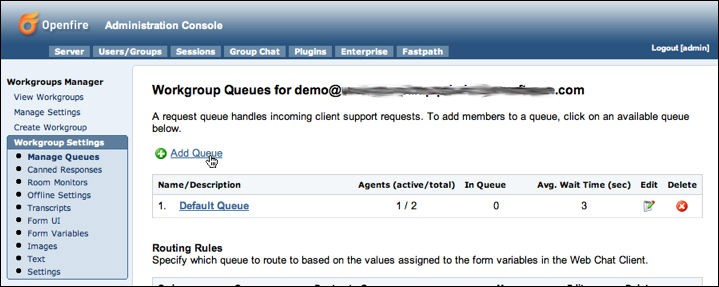 Openfire Administration Console
Server Users/Groups Sessions Group Chat Plugins Enterprise Fastpath
Logout [admin]
Workgroups Manager
View Workgroups
Manage Settings
Create Workgroup
Workgroup Settings
Manage Queues
Canned Responses
Room Monitors
Offline Settings
Transcripts
Form UI
Form Variables
Images
Text
Settings
Workgroup Queues for demo@ .com
A request queue handles incoming client support requests. To add members to a queue, click on an available queue
below.
Add Queue
Name/Description Agents (active/total) In Queue Avg. Wait Time (sec) Edit Delete
1. Default Queue 1 / 2 0 3
Routing Rules
Specify which queue to route to based on the values assigned to the form variables in the Web Chat Client.